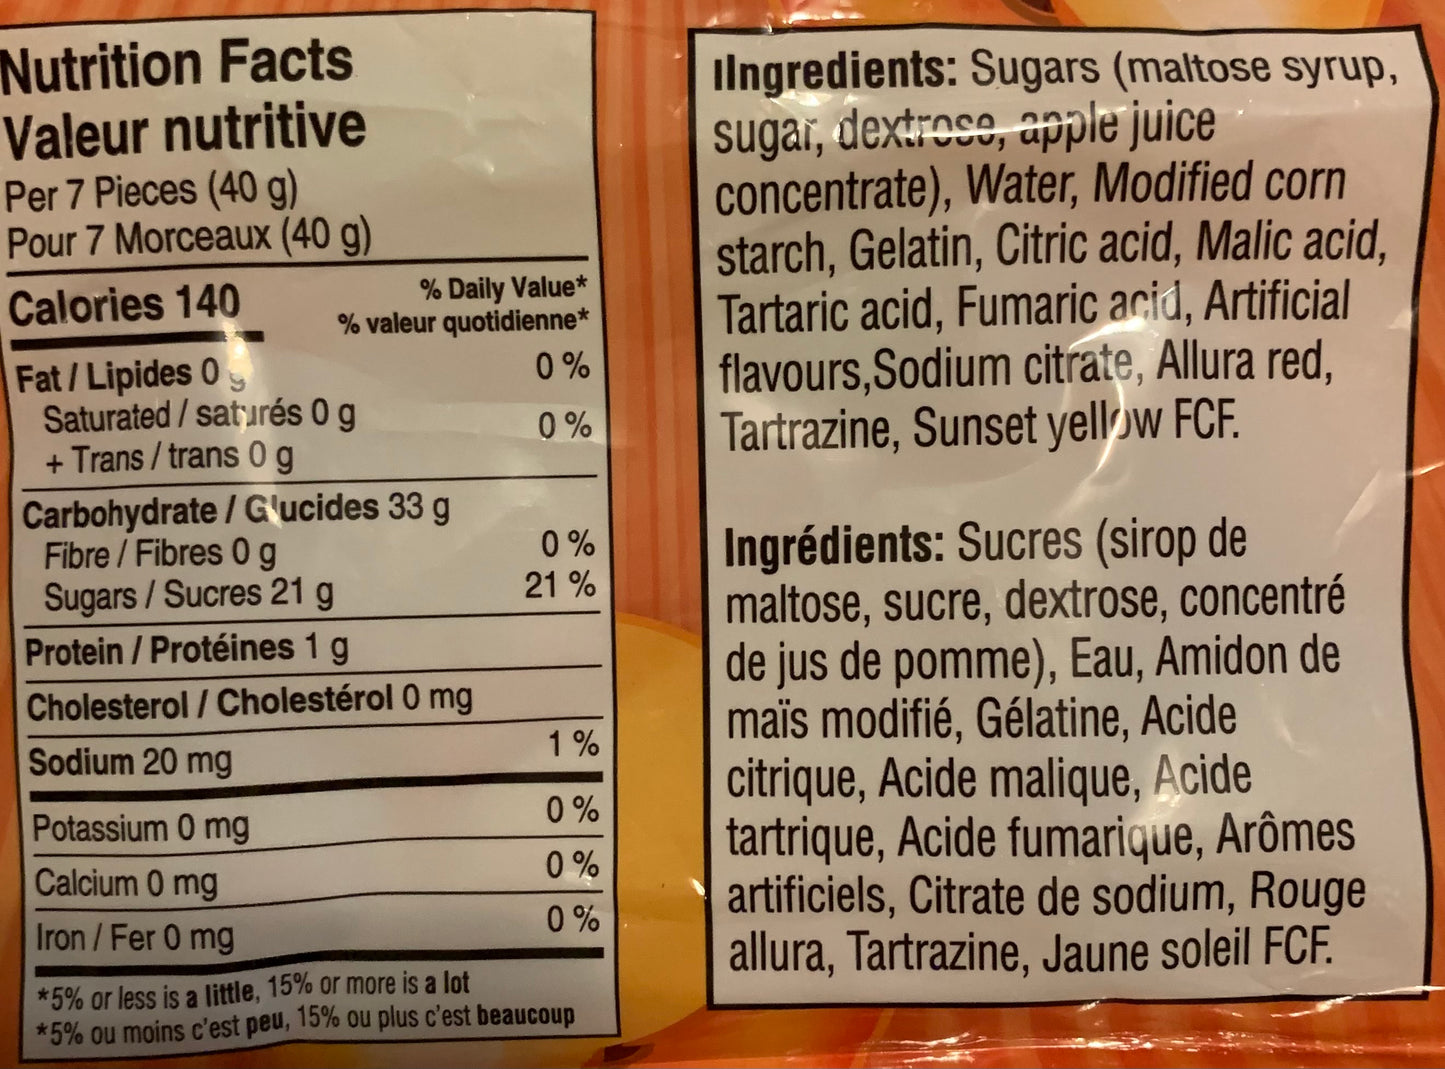 Nutrition Facts
Valeur nutritive
Per 7 Pieces (40 g)
Pour 7 Morceaux (40 g)
Calories 140
% Daily Value*
% valeur quotidienne*
Fat / Lipides 0 g 0 %
Saturated / saturés 0 g 0 %
+ Trans / trans 0 g
Carbohydrate / Glucides 33 g
Fibre / Fibres 0 g 0 %
Sugars / Sucres 21 g 21 %
Protein / Protéines 1 g
Cholesterol / Cholestérol 0 mg
Sodium 20 mg 1 %
Potassium 0 mg 0 %
Calcium 0 mg 0 %
Iron / Fer 0 mg 0 %
*5% or less is a little, 15% or more is a lot
*5% ou moins c'est peu, 15% ou plus c'est beaucoup
iIngredients: Sugars (maltose syrup,
sugar, dextrose, apple juice
concentrate), Water, Modified corn
starch, Gelatin, Citric acid, Malic acid,
Tartaric acid, Fumaric acid, Artificial
flavours,Sodium citrate, Allura red,
Tartrazine, Sunset yellow FCF.
Ingrédients: Sucres (sirop de
maltose, sucre, dextrose, concentré
de jus de pomme), Eau, Amidon de
maïs modifié, Gélatine, Acide
citrique, Acide malique, Acide
tartrique, Acide fumarique, Arômes
artificiels, Citrate de sodium, Rouge
allura, Tartrazine, Jaune soleil FCF.